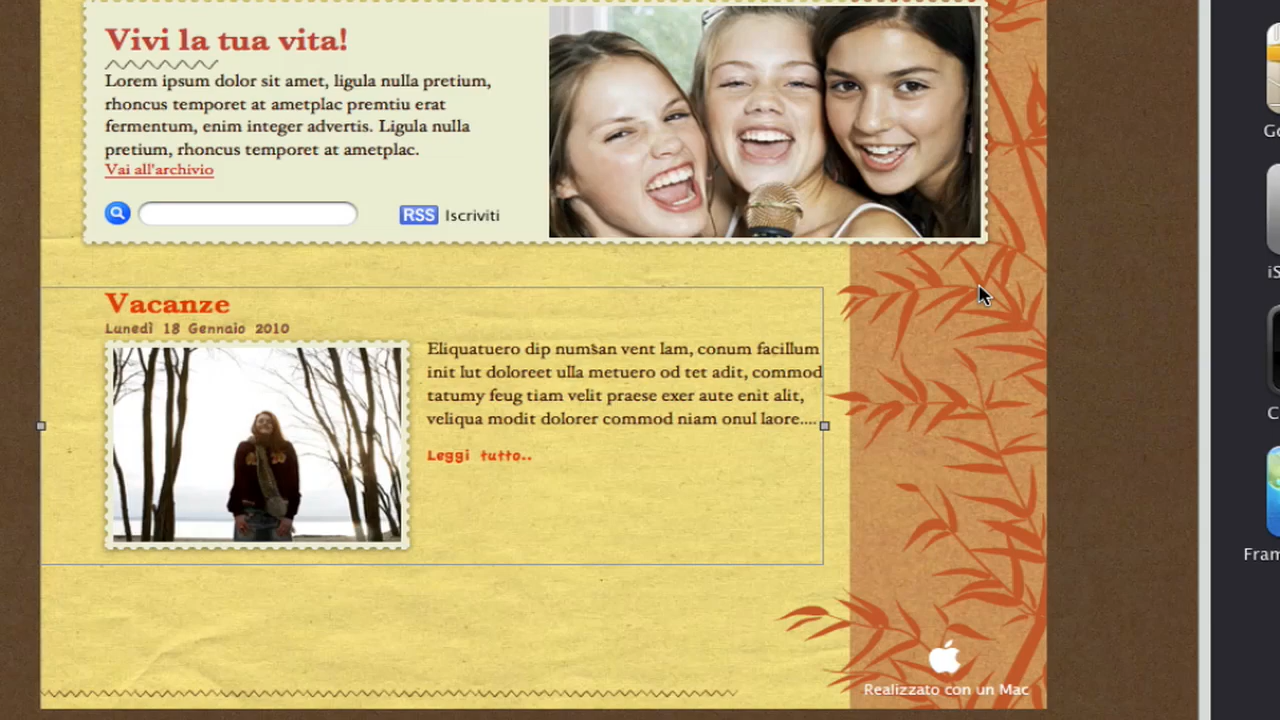 Vivi la tua vita!
Lorem ipsum dolor sit amet, ligula nulla pretium,
rhoncus temporet at ametplac premtiu erat
fermentum, enim integer advertis. Ligula nulla
pretium, rhoncus temporet at ametplac.
Vai all'archivio
RSS Iscriviti
Vacanze
Lunedì 18 Gennaio 2010
Eliquatuero dip numsan vent lam, conum facillum
init lut doloreet ulla metuero od tet adit, commod
tatumy feug tiam velit praese exer aute enit alit,
veliqua modit dolorer commod niam onul laore....
Leggi tutto..
Realizzato con un Mac